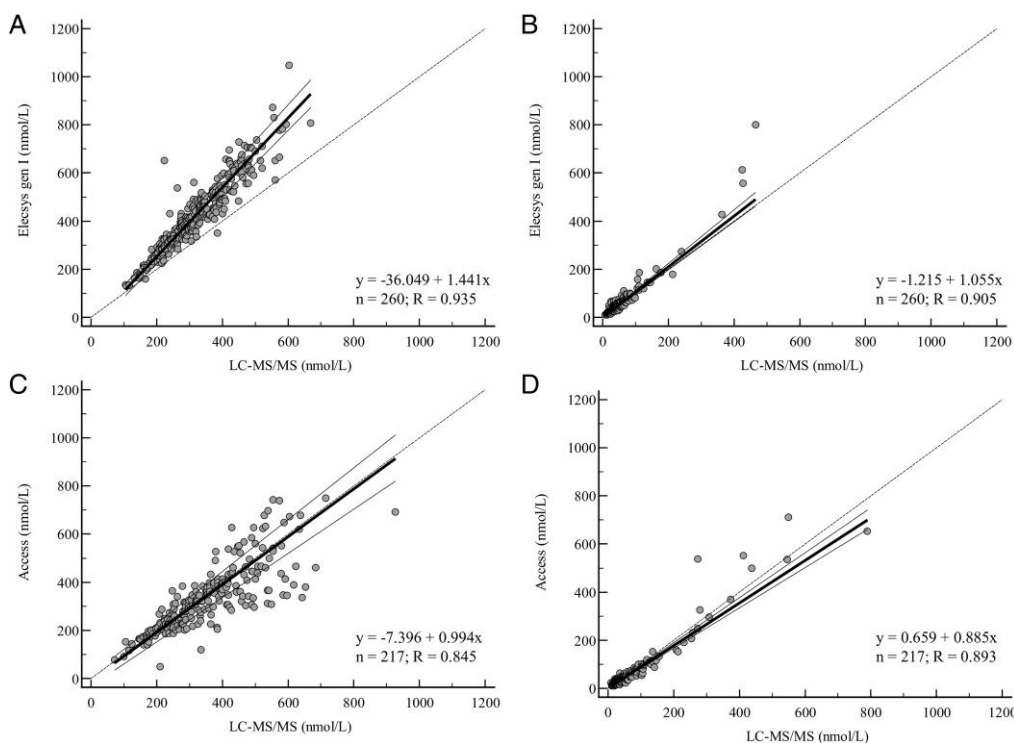 A
1200
1000
800
600
400
200
0
Elecsys gen I (nmol/L)
y = -36.049 + 1.441x
n = 260; R = 0.935
0 200 400 600 800 1000 1200
LC-MS/MS (nmol/L)
B
1200
1000
800
600
400
200
0
Elecsys gen I (nmol/L)
y = -1.215 + 1.055x
n = 260; R = 0.905
0 200 400 600 800 1000 1200
LC-MS/MS (nmol/L)
C
1200
1000
800
600
400
200
0
Access (nmol/L)
y = -7.396 + 0.994x
n = 217; R = 0.845
0 200 400 600 800 1000 1200
LC-MS/MS (nmol/L)
D
1200
1000
800
600
400
200
0
Access (nmol/L)
y = 0.659 + 0.885x
n = 217; R = 0.893
0 200 400 600 800 1000 1200
LC-MS/MS (nmol/L)